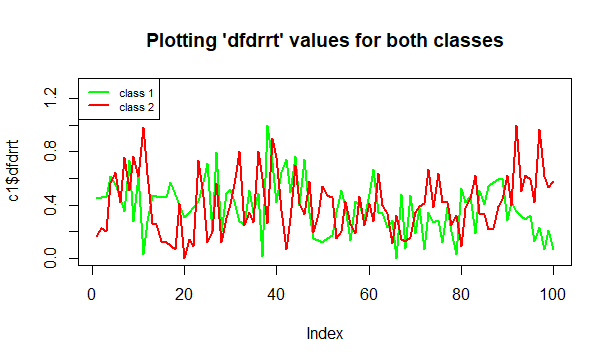 Plotting 'dfdrrt' values for both classes
class 1
class 2
c1$dfdrrt
1.2
0.8
0.4
0.0
0 20 40 60 80 100
Index